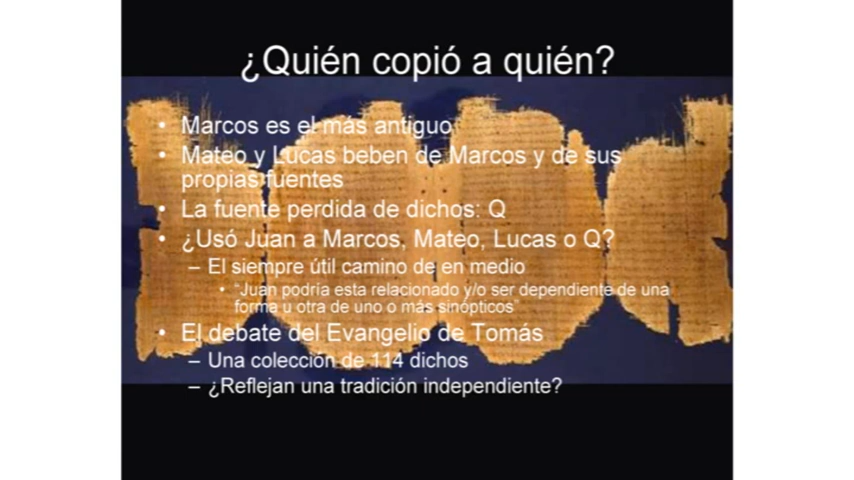 ¿Quién copió a quién?
• Marcos es el más antiguo
• Mateo y Lucas beben de Marcos y de sus
propias fuentes
• La fuente perdida de dichos: Q
• ¿Usó Juan a Marcos, Mateo, Lucas o Q?
– El siempre útil camino de en medio
• "Juan podría esta relacionado y/o ser dependiente de una
forma u otra de uno o más sinópticos"
• El debate del Evangelio de Tomás
– Una colección de 114 dichos
– ¿Reflejan una tradición independiente?